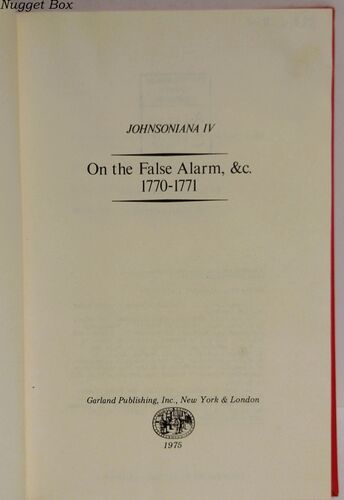 Nugget Box
JOHNSONIANA IV
On the False Alarm, &c.
1770-1771
Garland Publishing, Inc., New York & London
1975